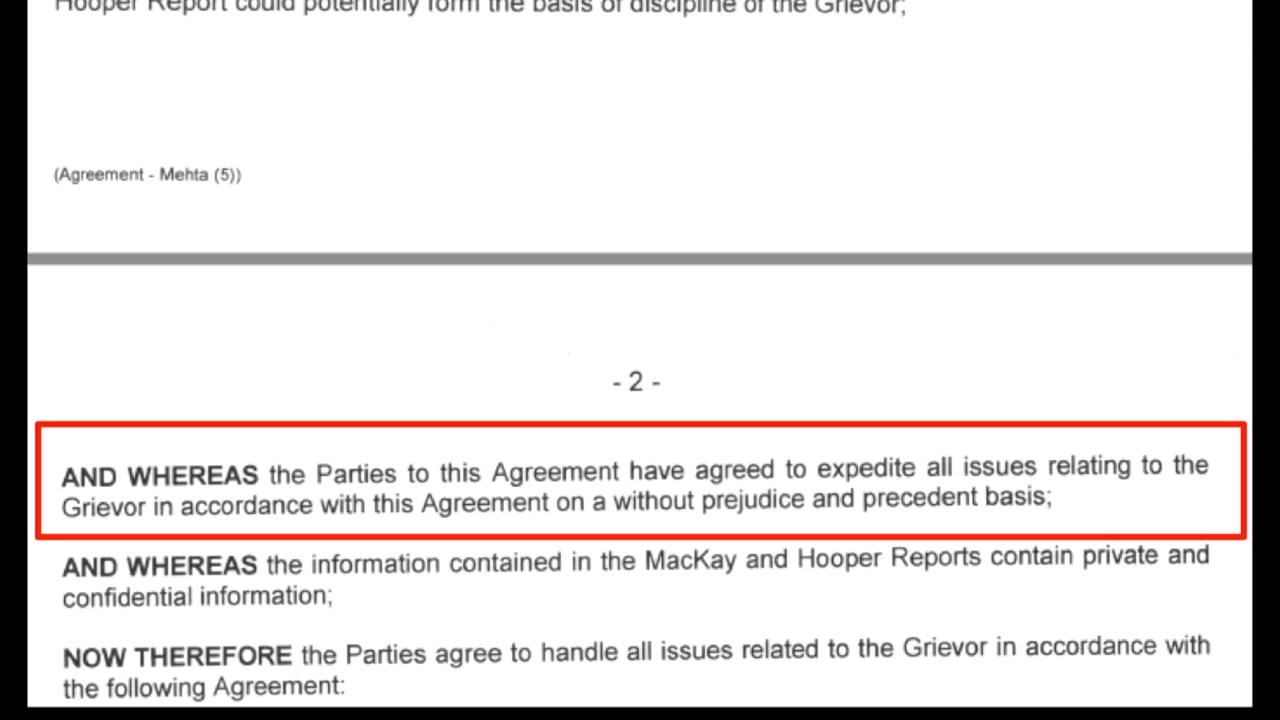 Hooper Report could potentially form the basis of discipline of the Grievor;
(Agreement - Mehta (5))
- 2 -
AND WHEREAS the Parties to this Agreement have agreed to expedite all issues relating to the
Grievor in accordance with this Agreement on a without prejudice and precedent basis;
AND WHEREAS the information contained in the MacKay and Hooper Reports contain private and
confidential information;
NOW THEREFORE the Parties agree to handle all issues related to the Grievor in accordance with
the following Agreement: